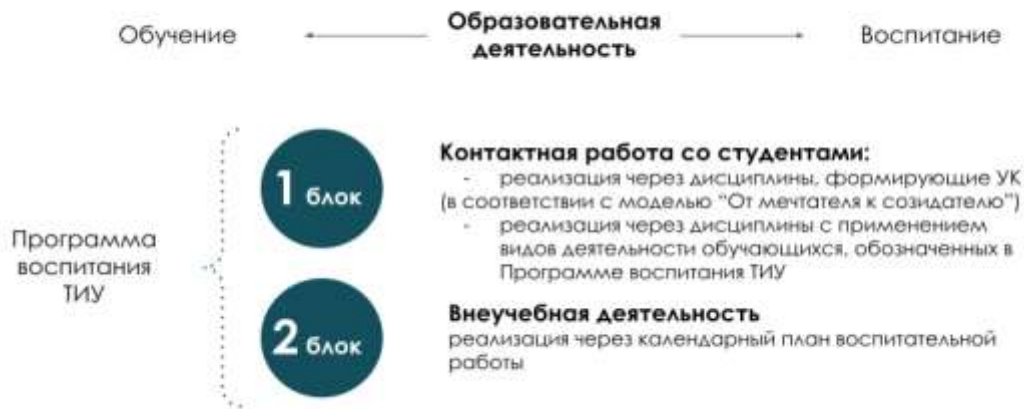 Обучение
Образовательная
деятельность
Воспитание
Программа
воспитания
ТИУ
1 блок
Контактная работа со студентами:
- реализация через дисциплины, формирующие УК
(в соответствии с моделью “От мечтателя к созидателю”)
- реализация через дисциплины с применением
видов деятельности обучающихся, обозначенных в
Программе воспитания ТИУ
2 блок
Внеучебная деятельность
реализация через календарный план воспитательной
работы